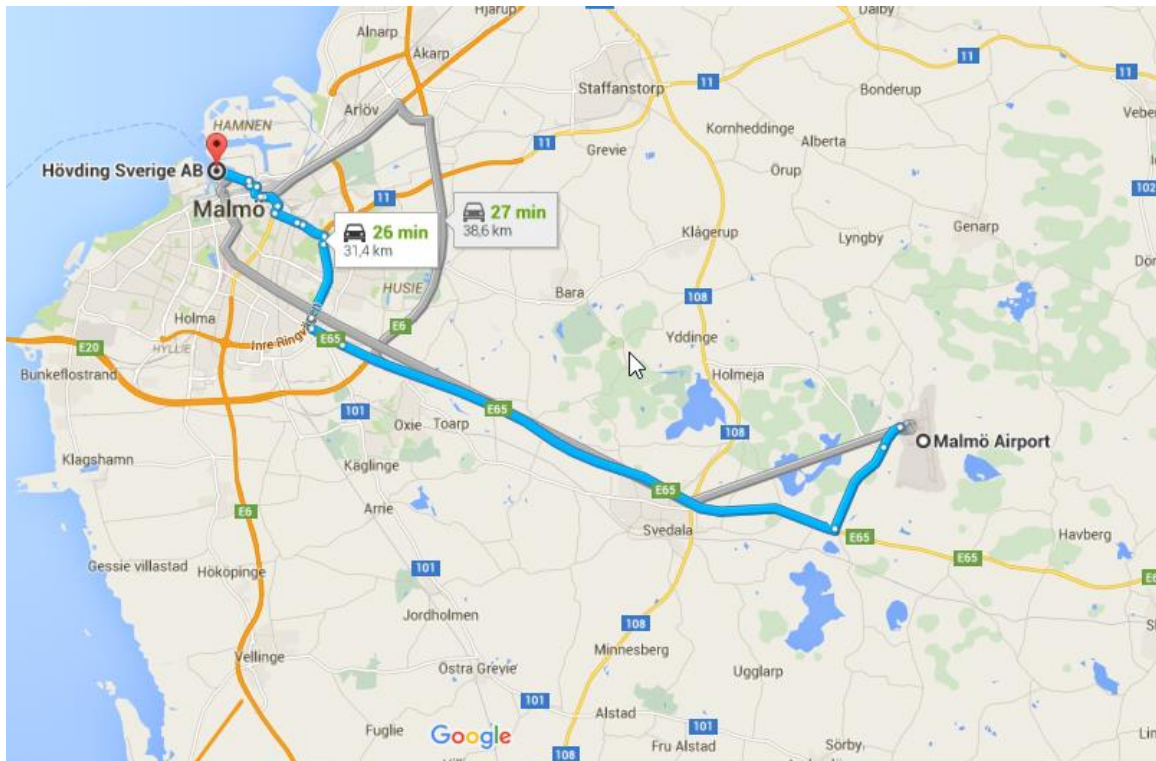 Hjärup
Dalby
Alnarp
Åkarp
11
Staffanstorp
11
11
Bonderup
Arlöv
HAMNEN
Kornheddinge
Alberta
11
Grevie
Hövding Sverige AB
Örup
102
Malmö
11
27 min
38,6 km
26 min
31,4 km
Klågerup
Lyngby
Genarp
HUSIE
Bara
108
Holma
E6
Inre Ringvä
E65
Yddinge
E20
HYLLIE
Bunkeflostrand
Holmeja
101
E65
Oxie
Toarp
108
Malmö Airport
Klagshamn
Käglinge
E65
E6
Arrie
Svedala
E65
Havberg
E65
Gessie villastad
Hököpinge
101
Jordholmen
108
Minnesberg
Vellinge
Östra Grevie
Ugglarp
101
Alstad
101
Fuglie
Google
108
Fru Alstad
Sörby